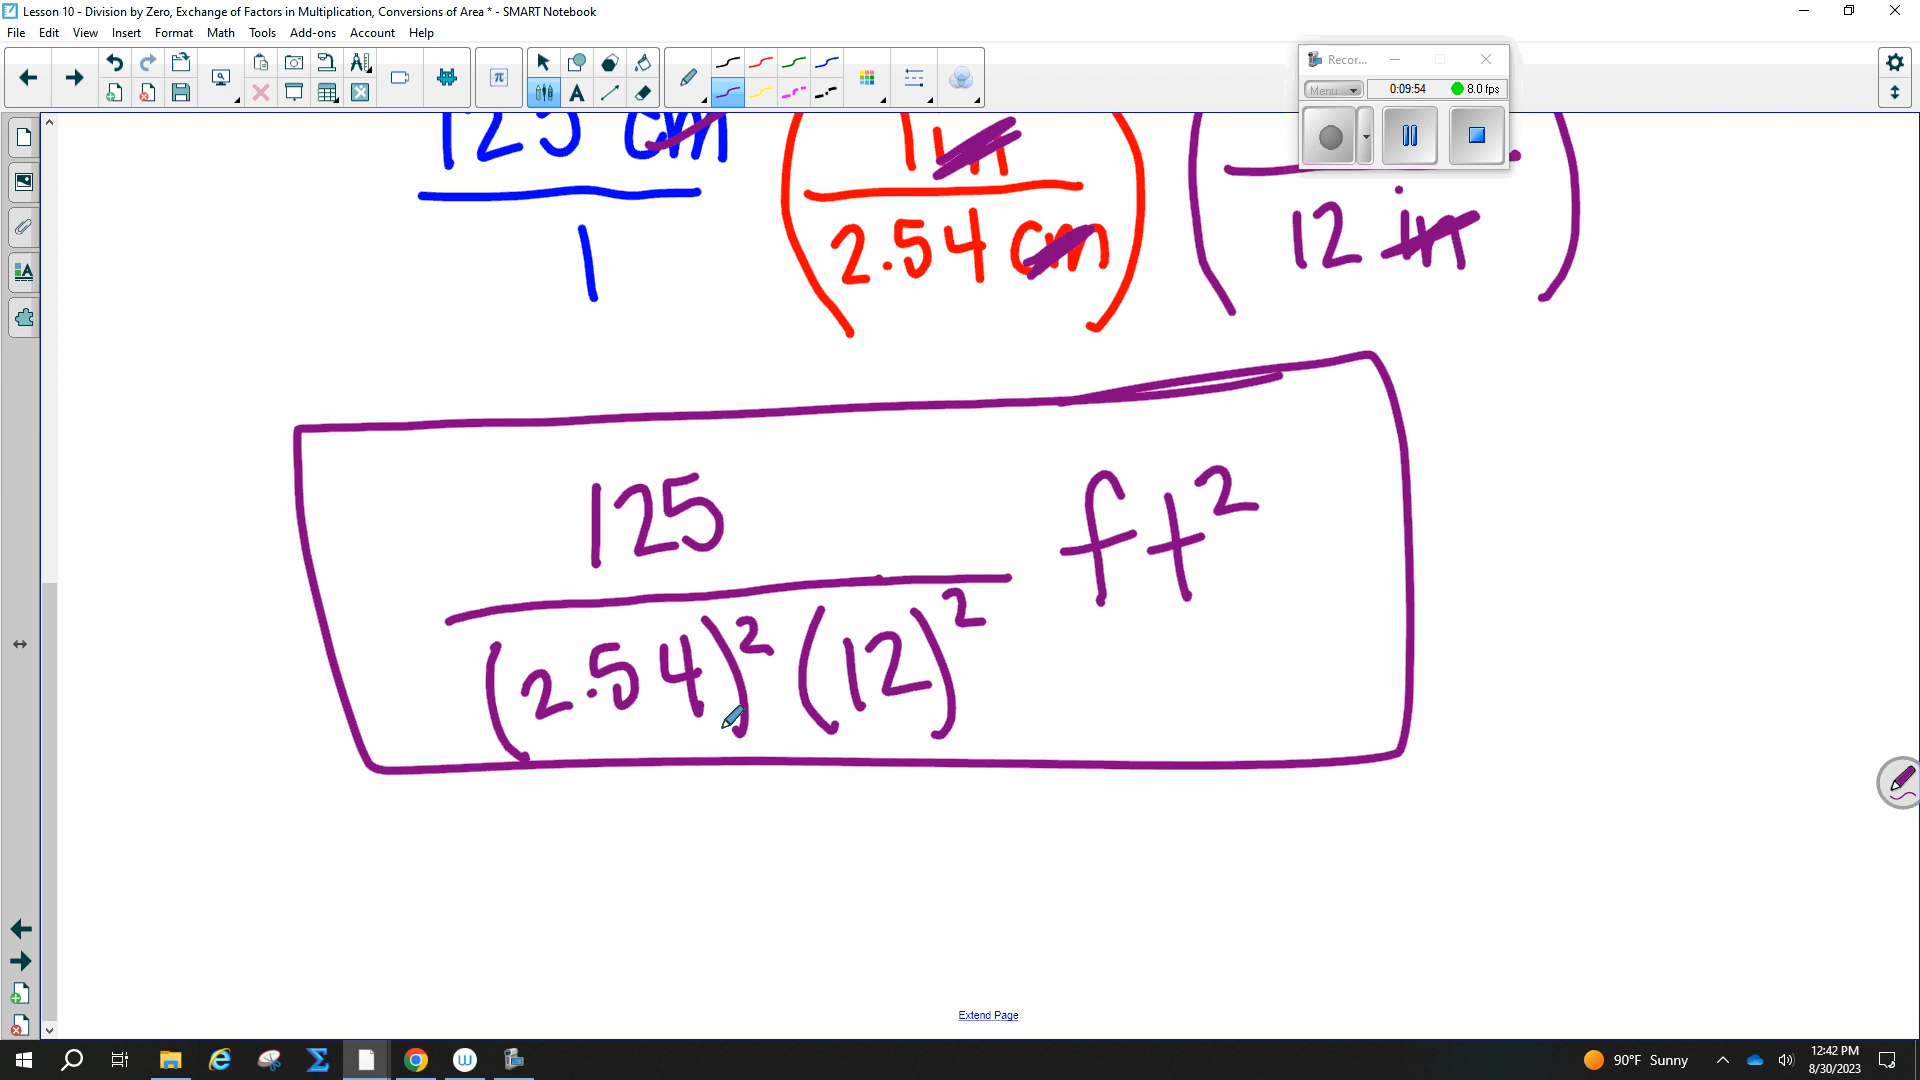 Lesson 10 - Division by Zero, Exchange of Factors in Multiplication, Conversions of Area * - SMART Notebook
File Edit View Insert Format Math Tools Add-ons Account Help
Recor...
Menu 0:09:54 8.0 fps
125 cm
1
1 in
2.54 cm
12 in
125
(2.54)² (12)²
ft²
Extend Page
90°F Sunny
12:42 PM
8/30/2023